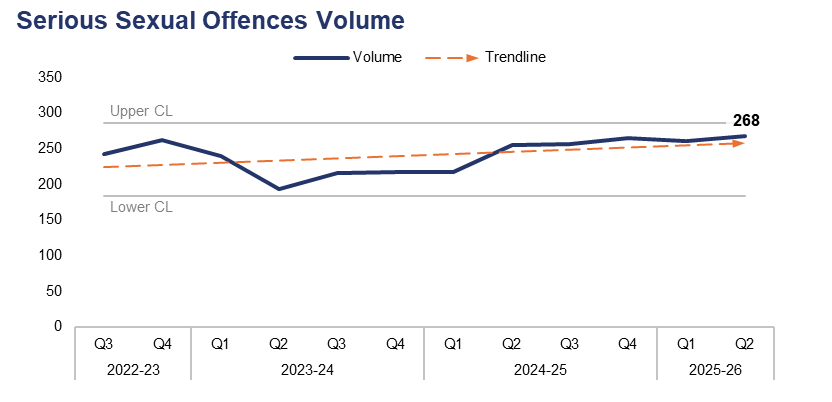 Serious Sexual Offences Volume
Volume Trendline
350
300
250
200
150
100
50
0
Upper CL
268
Lower CL
Q3 Q4 Q1 Q2 Q3 Q4 Q1 Q2 Q3 Q4 Q1 Q2
2022-23 2023-24 2024-25 2025-26